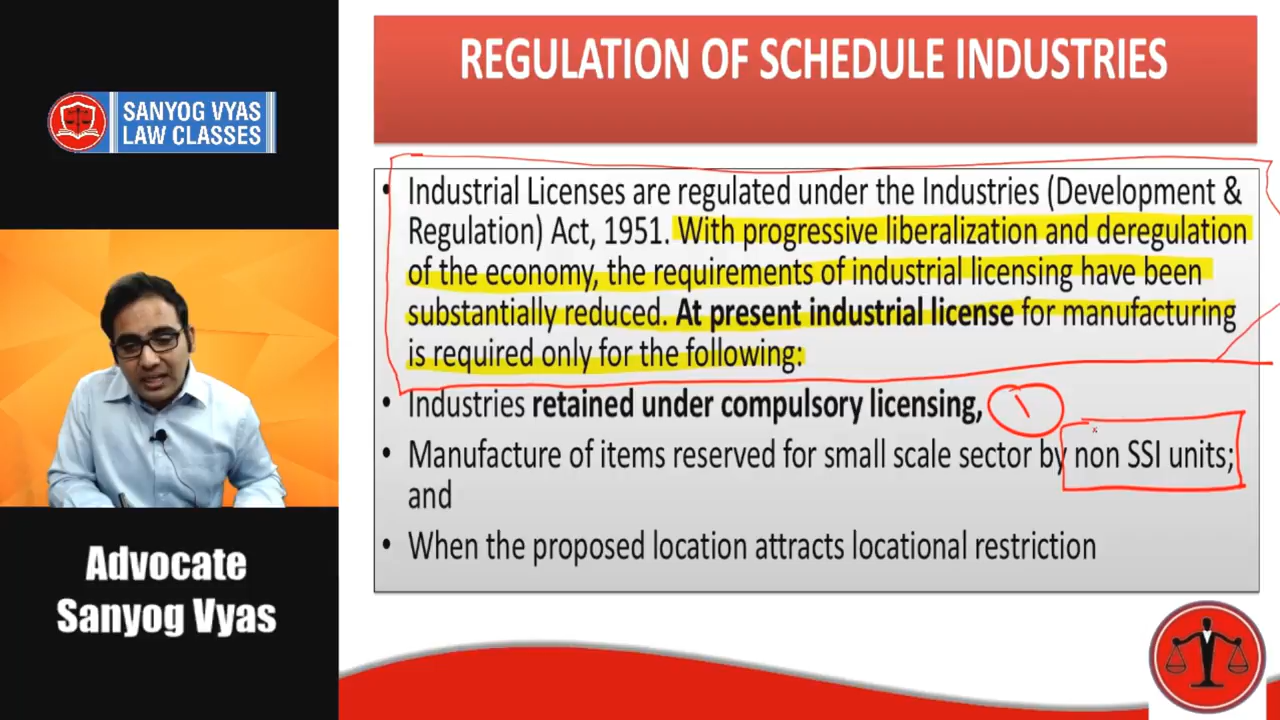 REGULATION OF SCHEDULE INDUSTRIES
SANYOG VYAS
LAW CLASSES
• Industrial Licenses are regulated under the Industries (Development &
Regulation) Act, 1951. With progressive liberalization and deregulation
of the economy, the requirements of industrial licensing have been
substantially reduced. At present industrial license for manufacturing
is required only for the following:
• Industries retained under compulsory licensing,
• Manufacture of items reserved for small scale sector by non SSI units;
and
• When the proposed location attracts locational restriction
Advocate
Sanyog Vyas